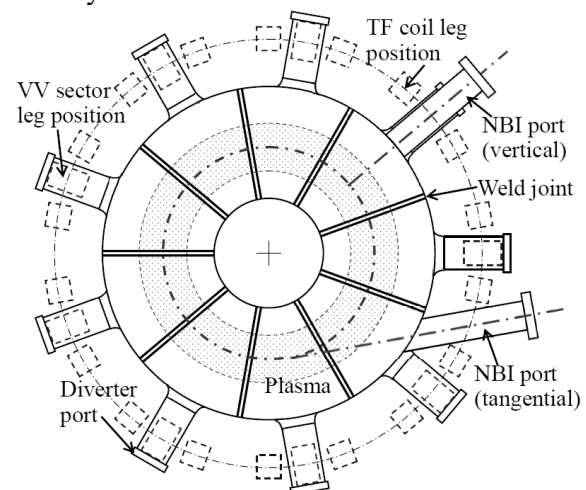 TF coil leg
position
VV sector
leg position
NBI port
(vertical)
Weld joint
Plasma
Diverter
port
NBI port
(tangential)